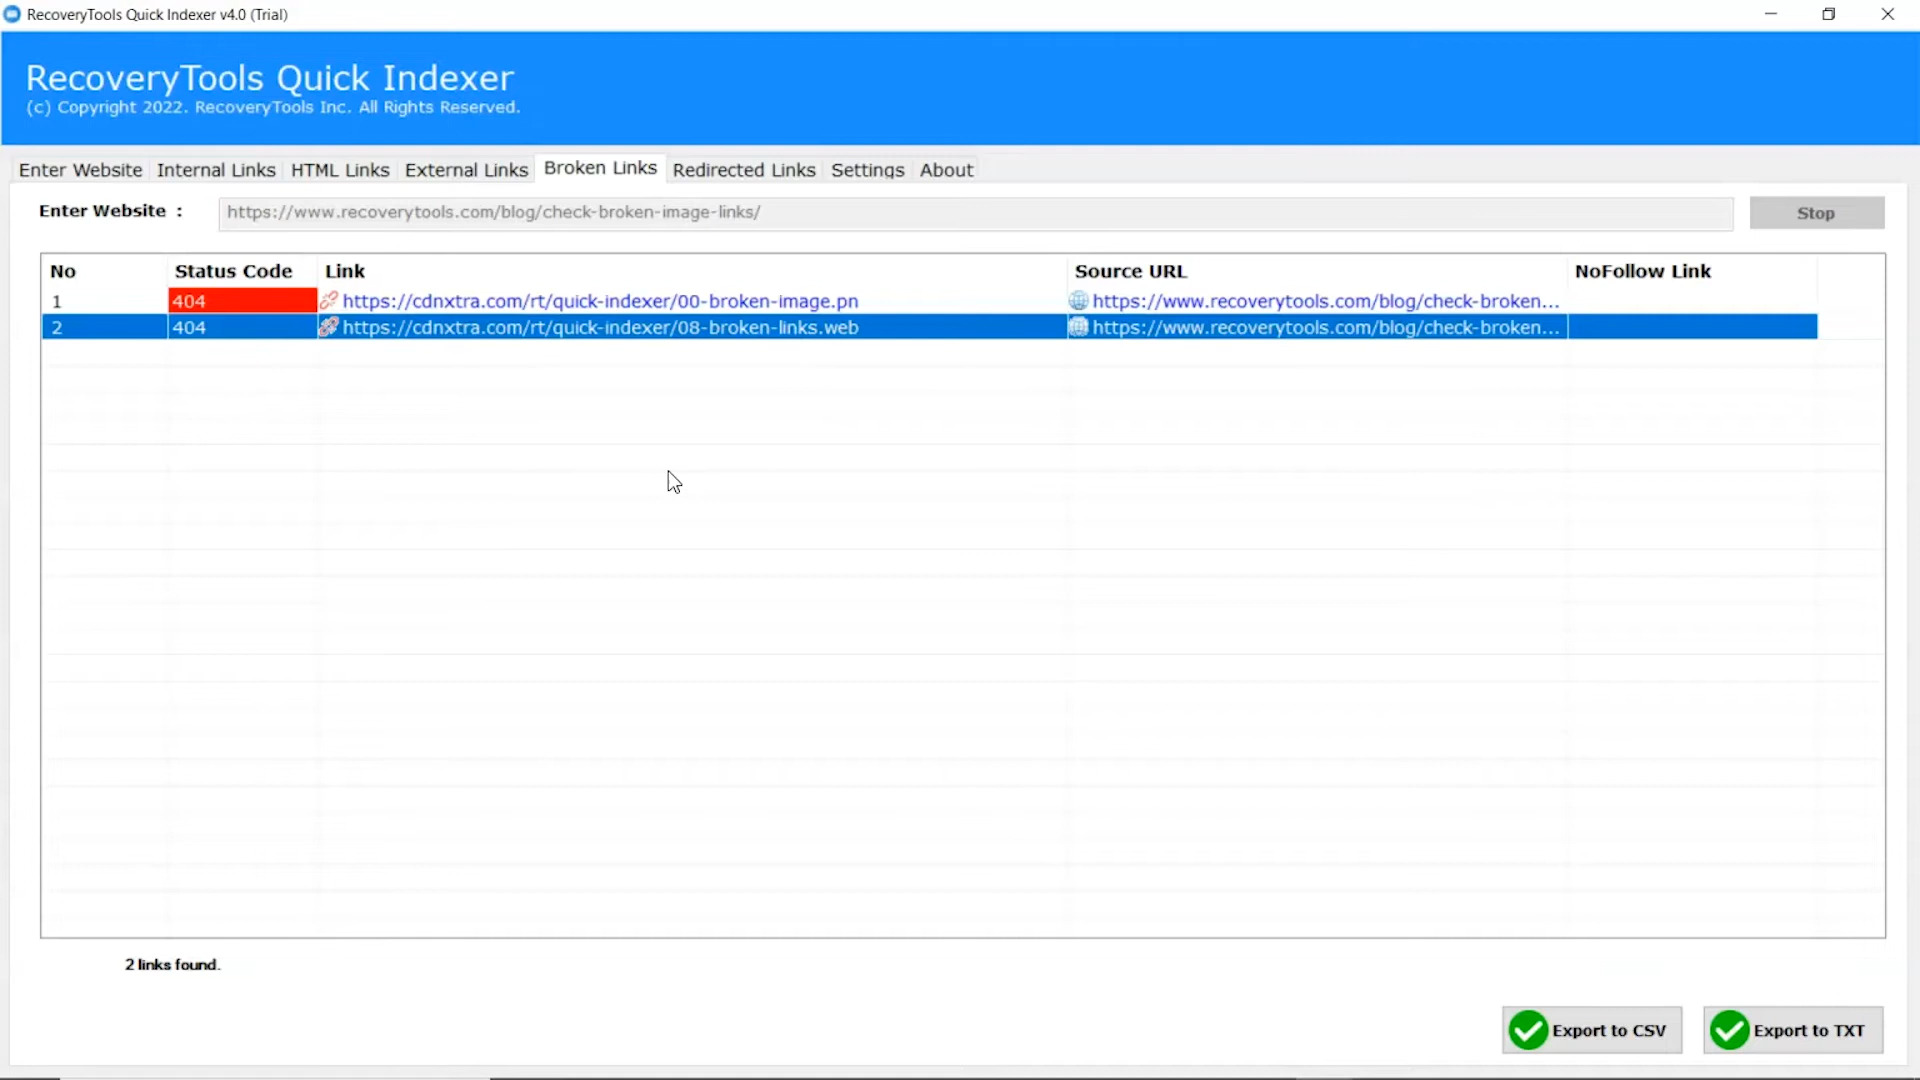 RecoveryTools Quick Indexer v4.0 (Trial)
RecoveryTools Quick Indexer
(c) Copyright 2022. RecoveryTools Inc. All Rights Reserved.
Enter Website Internal Links HTML Links External Links Broken Links Redirected Links Settings About
Enter Website : https://www.recoverytools.com/blog/check-broken-image-links/ Stop
No Status Code Link Source URL NoFollow Link
1 404 https://cdnxtra.com/rt/quick-indexer/00-broken-image.pn https://www.recoverytools.com/blog/check-broken...
2 404 https://cdnxtra.com/rt/quick-indexer/08-broken-links.web https://www.recoverytools.com/blog/check-broken...
2 links found.
Export to CSV Export to TXT